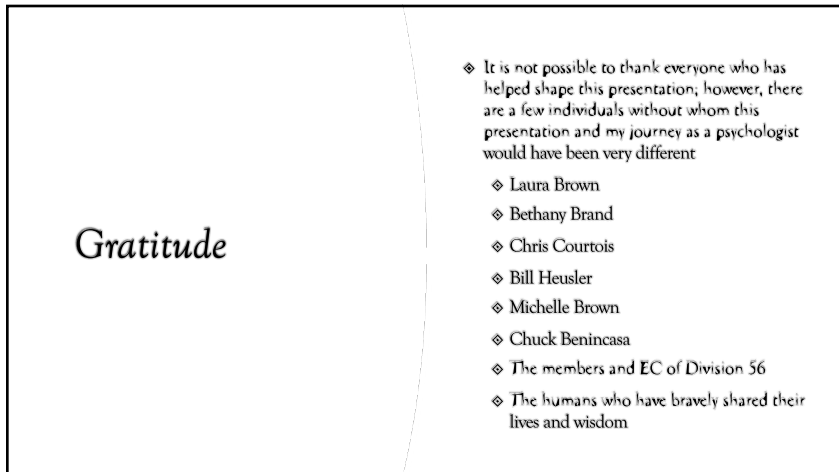 Gratitude
It is not possible to thank everyone who has
helped shape this presentation; however, there
are a few individuals without whom this
presentation and my journey as a psychologist
would have been very different
Laura Brown
Bethany Brand
Chris Courtois
Bill Heusler
Michelle Brown
Chuck Benincasa
The members and EC of Division 56
The humans who have bravely shared their
lives and wisdom